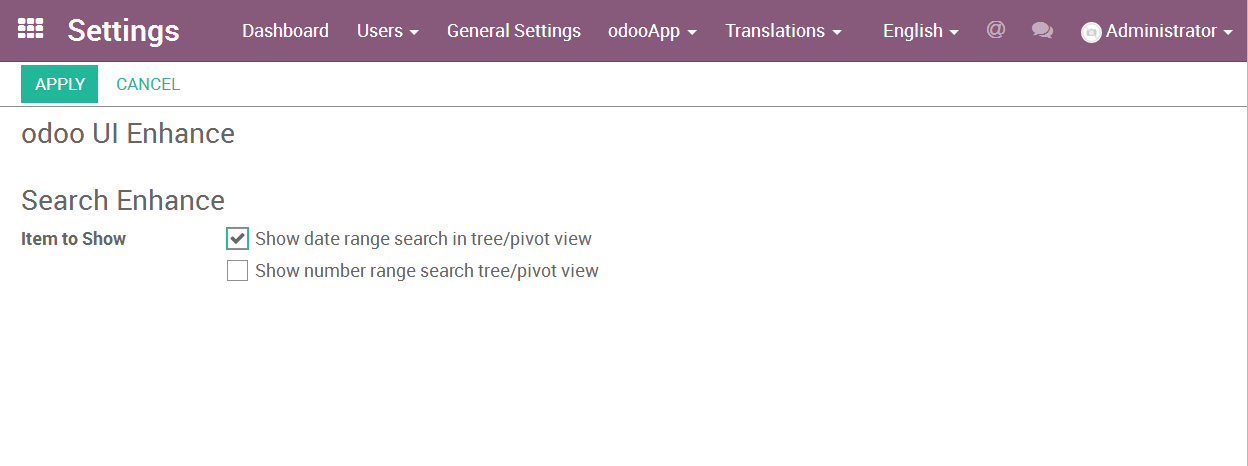 Settings Dashboard Users General Settings odooApp Translations English @ Administrator
APPLY CANCEL
odoo UI Enhance
Search Enhance
Item to Show Show date range search in tree/pivot view
Show number range search tree/pivot view